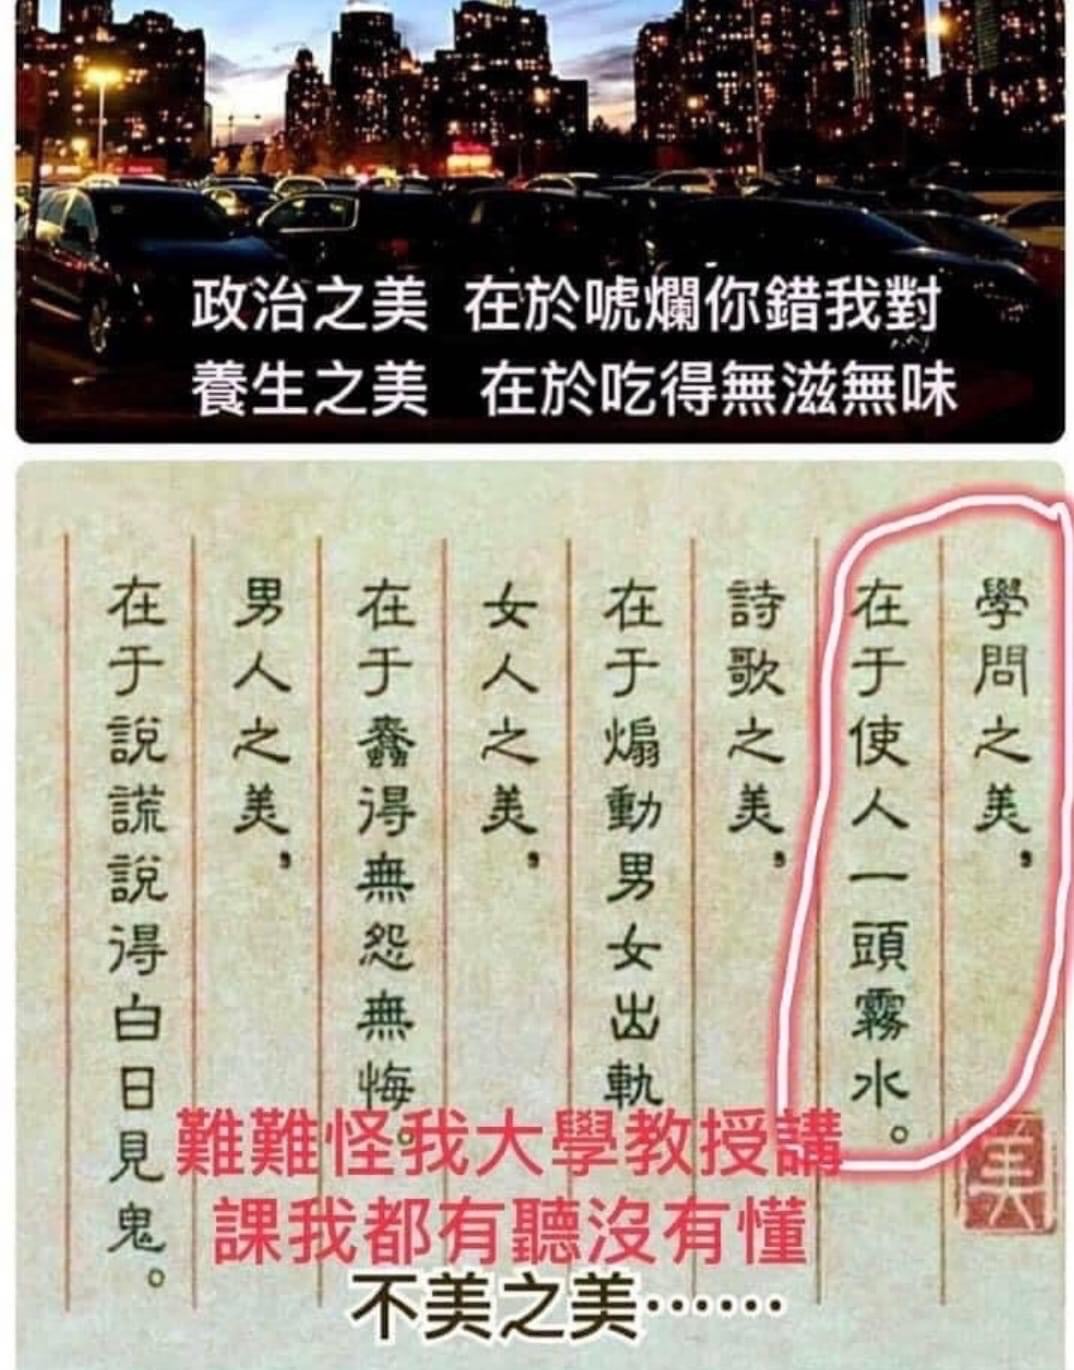 政治之美 在於唬爛你錯我對
養生之美 在於吃得無滋無味
學問之美，
在于使人一頭霧水。
詩歌之美，
在于煽動男女出軌
女人之美，
在于蠢得無怨無悔。
男人之美，
在于說謊說得白日見鬼。
美
難難怪我大學教授講
課我都有聽沒有懂
不美之美……